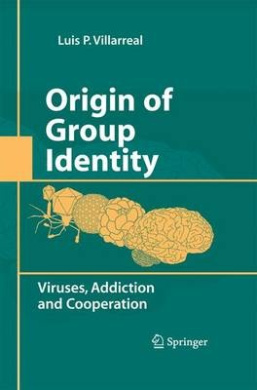 Luis P. Villarreal
Origin of
Group
Identity
Viruses, Addiction
and Cooperation
Springer